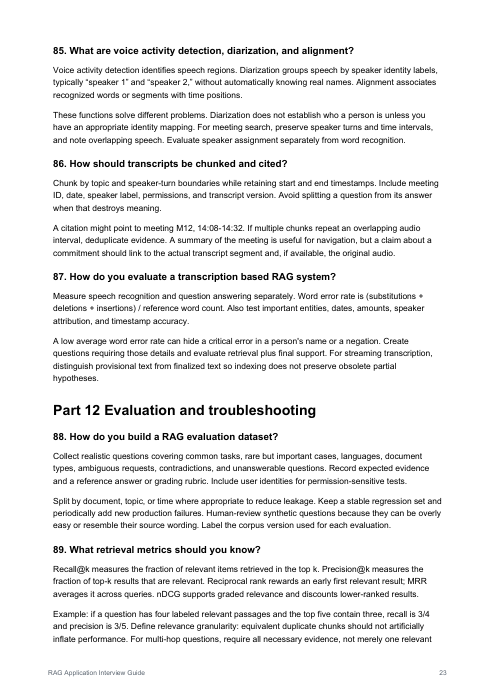 85. What are voice activity detection, diarization, and alignment?
Voice activity detection identifies speech regions. Diarization groups speech by speaker identity labels,
typically “speaker 1” and “speaker 2,” without automatically knowing real names. Alignment associates
recognized words or segments with time positions.
These functions solve different problems. Diarization does not establish who a person is unless you
have an appropriate identity mapping. For meeting search, preserve speaker turns and time intervals,
and note overlapping speech. Evaluate speaker assignment separately from word recognition.
86. How should transcripts be chunked and cited?
Chunk by topic and speaker-turn boundaries while retaining start and end timestamps. Include meeting
ID, date, speaker label, permissions, and transcript version. Avoid splitting a question from its answer
when that destroys meaning.
A citation might point to meeting M12, 14:08-14:32. If multiple chunks repeat an overlapping audio
interval, deduplicate evidence. A summary of the meeting is useful for navigation, but a claim about a
commitment should link to the actual transcript segment and, if available, the original audio.
87. How do you evaluate a transcription based RAG system?
Measure speech recognition and question answering separately. Word error rate is (substitutions +
deletions + insertions) / reference word count. Also test important entities, dates, amounts, speaker
attribution, and timestamp accuracy.
A low average word error rate can hide a critical error in a person's name or a negation. Create
questions requiring those details and evaluate retrieval plus final support. For streaming transcription,
distinguish provisional text from finalized text so indexing does not preserve obsolete partial
hypotheses.
Part 12 Evaluation and troubleshooting
88. How do you build a RAG evaluation dataset?
Collect realistic questions covering common tasks, rare but important cases, languages, document
types, ambiguous requests, contradictions, and unanswerable questions. Record expected evidence
and a reference answer or grading rubric. Include user identities for permission-sensitive tests.
Split by document, topic, or time where appropriate to reduce leakage. Keep a stable regression set and
periodically add new production failures. Human-review synthetic questions because they can be overly
easy or resemble their source wording. Label the corpus version used for each evaluation.
89. What retrieval metrics should you know?
Recall@k measures the fraction of relevant items retrieved in the top k. Precision@k measures the
fraction of top-k results that are relevant. Reciprocal rank rewards an early first relevant result; MRR
averages it across queries. nDCG supports graded relevance and discounts lower-ranked results.
Example: if a question has four labeled relevant passages and the top five contain three, recall is 3/4
and precision is 3/5. Define relevance granularity: equivalent duplicate chunks should not artificially
inflate performance. For multi-hop questions, require all necessary evidence, not merely one relevant
RAG Application Interview Guide
23